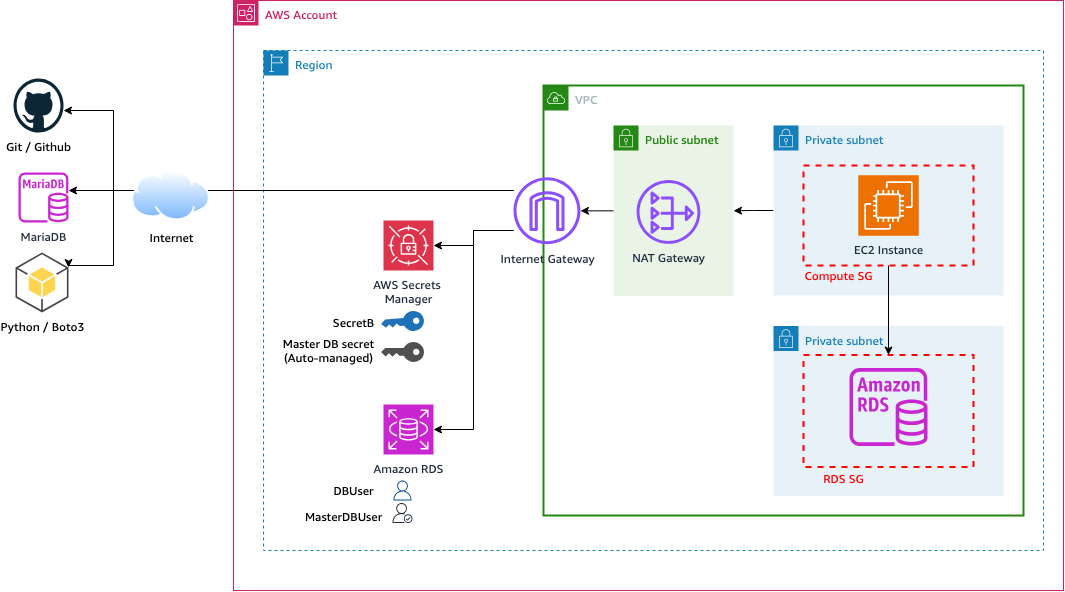 AWS Account
Region
VPC
Public subnet
Private subnet
Git / Github
MariaDB
MariaDB
Internet
Python / Boto3
Internet Gateway
NAT Gateway
EC2 Instance
Compute SG
AWS Secrets
Manager
SecretB
Master DB secret
(Auto-managed)
Private subnet
Amazon
RDS
RDS SG
Amazon RDS
DBUser
MasterDBUser